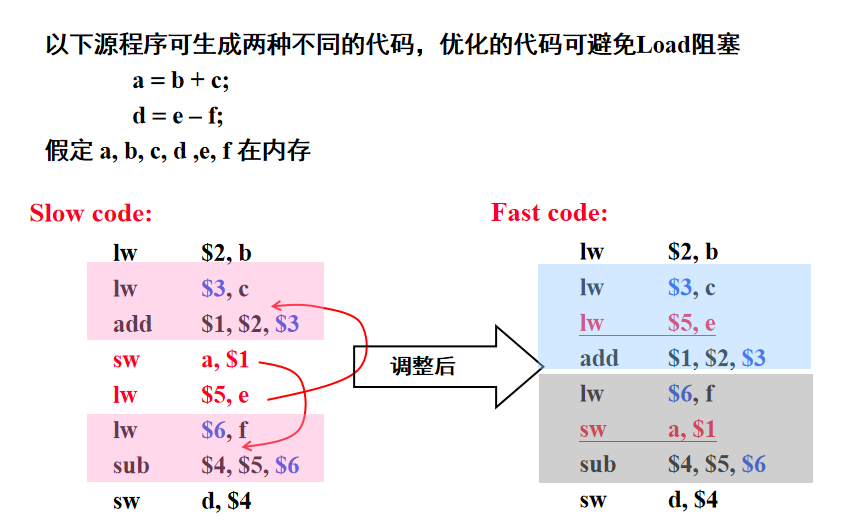 以下源程序可生成两种不同的代码，优化的代码可避免Load阻塞
a = b + c;
d = e – f;
假定 a, b, c, d ,e, f 在内存
Slow code:
lw $2, b
lw $3, c
add $1, $2, $3
sw a, $1
lw $5, e
lw $6, f
sub $4, $5, $6
sw d, $4
调整后
Fast code:
lw $2, b
lw $3, c
lw $5, e
add $1, $2, $3
lw $6, f
sw a, $1
sub $4, $5, $6
sw d, $4